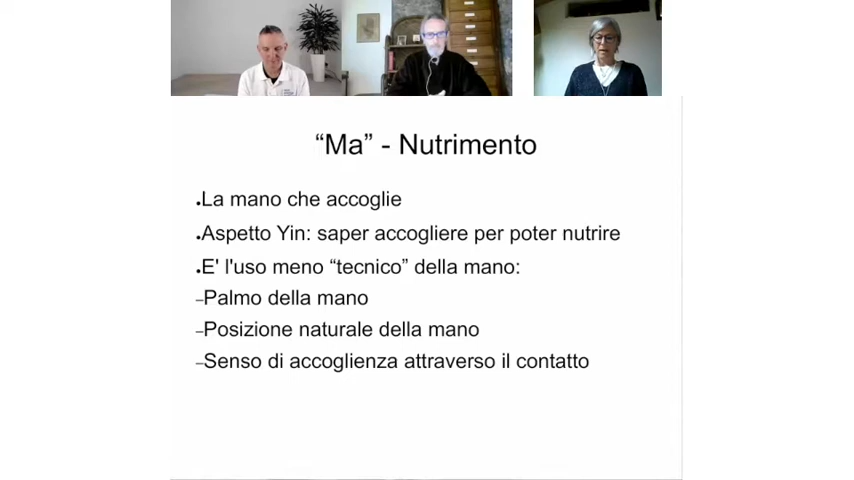 “Ma” - Nutrimento
•La mano che accoglie
•Aspetto Yin: saper accogliere per poter nutrire
•E' l'uso meno “tecnico” della mano:
–Palmo della mano
–Posizione naturale della mano
–Senso di accoglienza attraverso il contatto